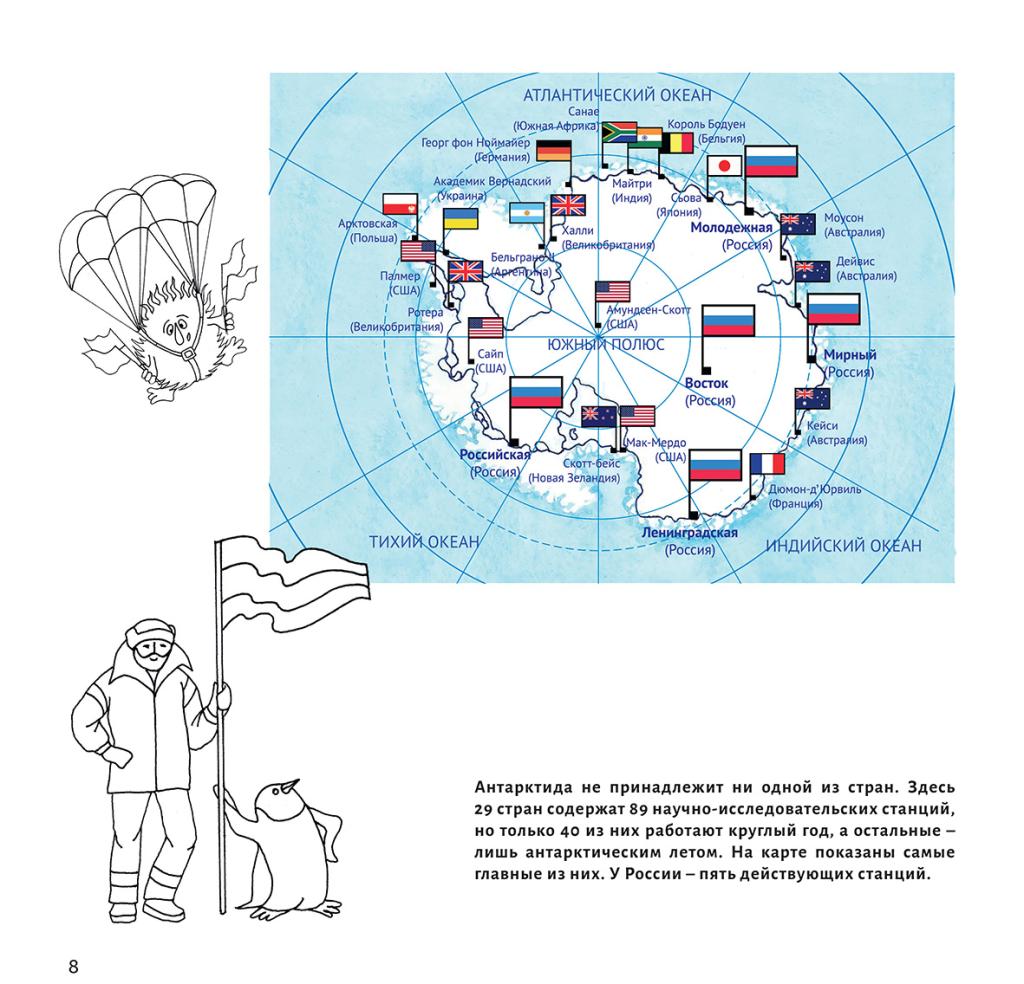 АТЛАНТИЧЕСКИЙ ОКЕАН
Санае
(Южная Африка)
Король Бодуен
(Бельгия)
Георг фон Ноймайер
(Германия)
Академик Вернадский
(Украина)
Майтри
(Индия)
Сьова
(Япония)
Арктовская
(Польша)
Халли
(Великобритания)
Молодежная
(Россия)
Моусон
(Австралия)
Бельграно II
(Аргентина)
Дейвис
(Австралия)
Палмер
(США)
Ротера
(Великобритания)
Амундсен-Скотт
(США)
ЮЖНЫЙ ПОЛЮС
Сайп
(США)
Мирный
(Россия)
Восток
(Россия)
Кейси
(Австралия)
Российская
(Россия)
Мак-Мердо
(США)
Скотт-бейс
(Новая Зеландия)
Дюмон-д'Юрвиль
(Франция)
Ленинградская
(Россия)
ТИХИЙ ОКЕАН
ИНДИЙСКИЙ ОКЕАН
Антарктида не принадлежит ни одной из стран. Здесь
29 стран содержат 89 научно-исследовательских станций,
но только 40 из них работают круглый год, а остальные –
лишь антарктическим летом. На карте показаны самые
главные из них. У России – пять действующих станций.
8